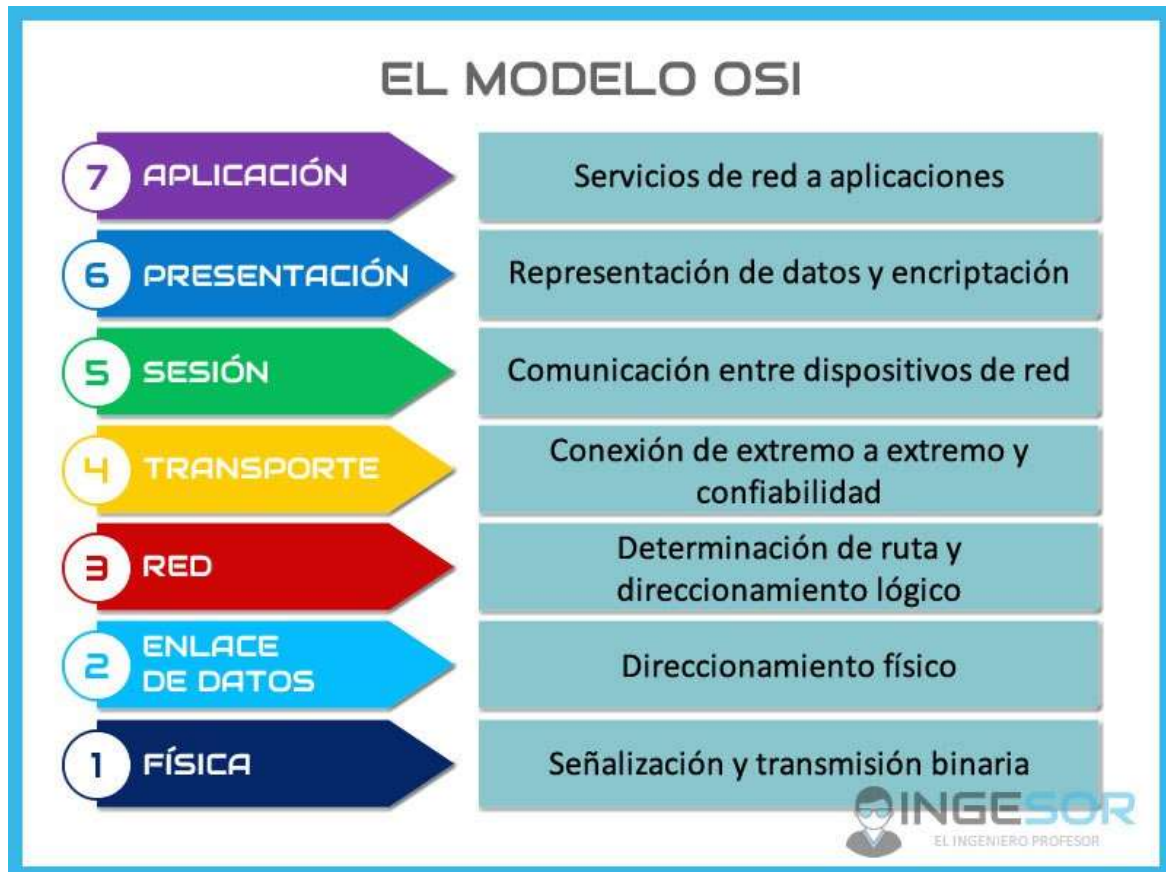 EL MODELO OSI
7 APLICACIÓN
Servicios de red a aplicaciones
6 PRESENTACIÓN
Representación de datos y encriptación
5 SESIÓN
Comunicación entre dispositivos de red
4 TRANSPORTE
Conexión de extremo a extremo y
confiabilidad
3 RED
Determinación de ruta y
direccionamiento lógico
2 ENLACE
DE DATOS
Direccionamiento físico
1 FÍSICA
Señalización y transmisión binaria
INGESOR
EL INGENIERO PROFESOR